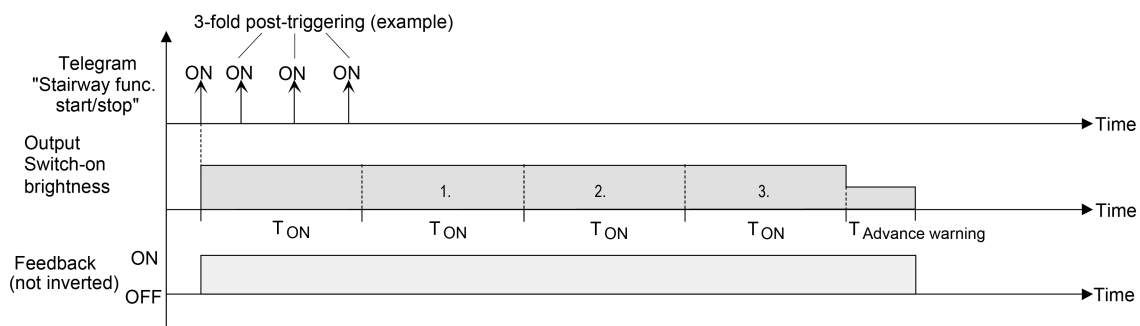 3-fold post-triggering (example)
Telegram
"Stairway func.
start/stop"
ON ON ON ON
Time
Output
Switch-on
brightness
1. 2. 3.
Time
T ON T ON T ON T ON T Advance warning
Feedback
(not inverted)
ON
OFF
Time